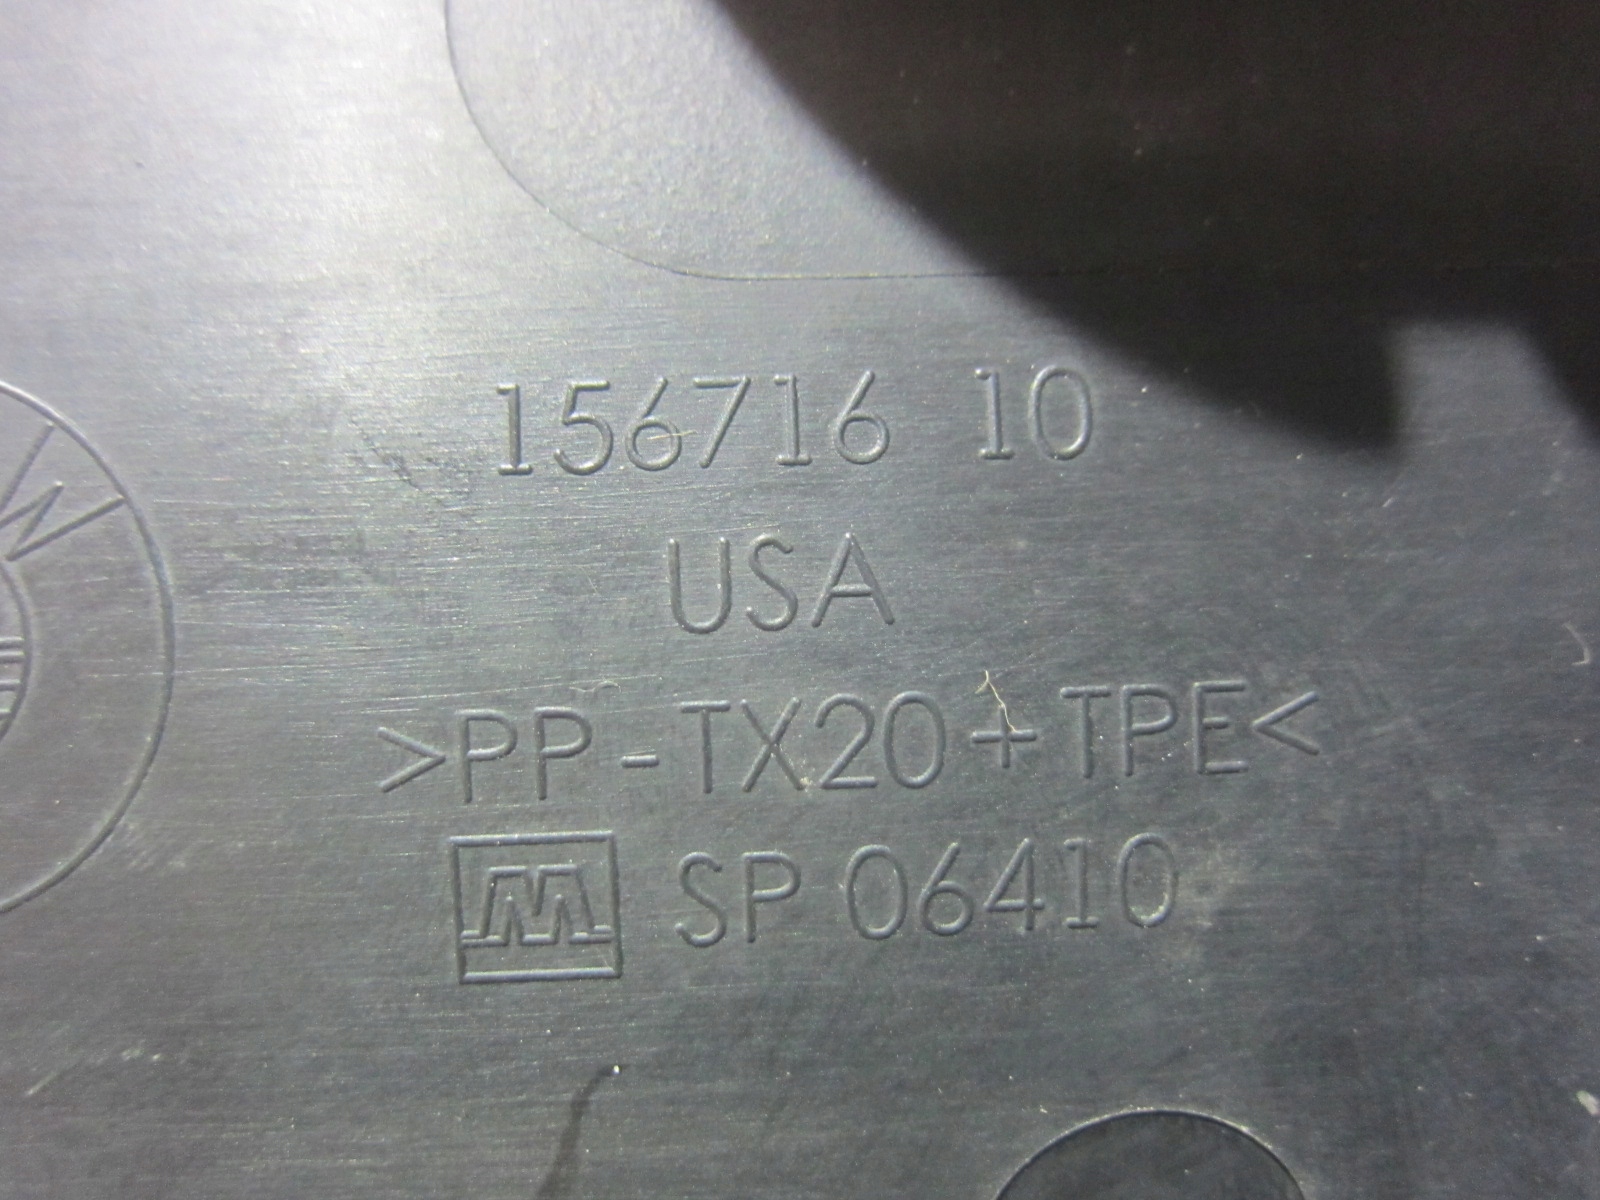 156716 10
USA
>PP-TX20+TPE<
M SP 06410
W